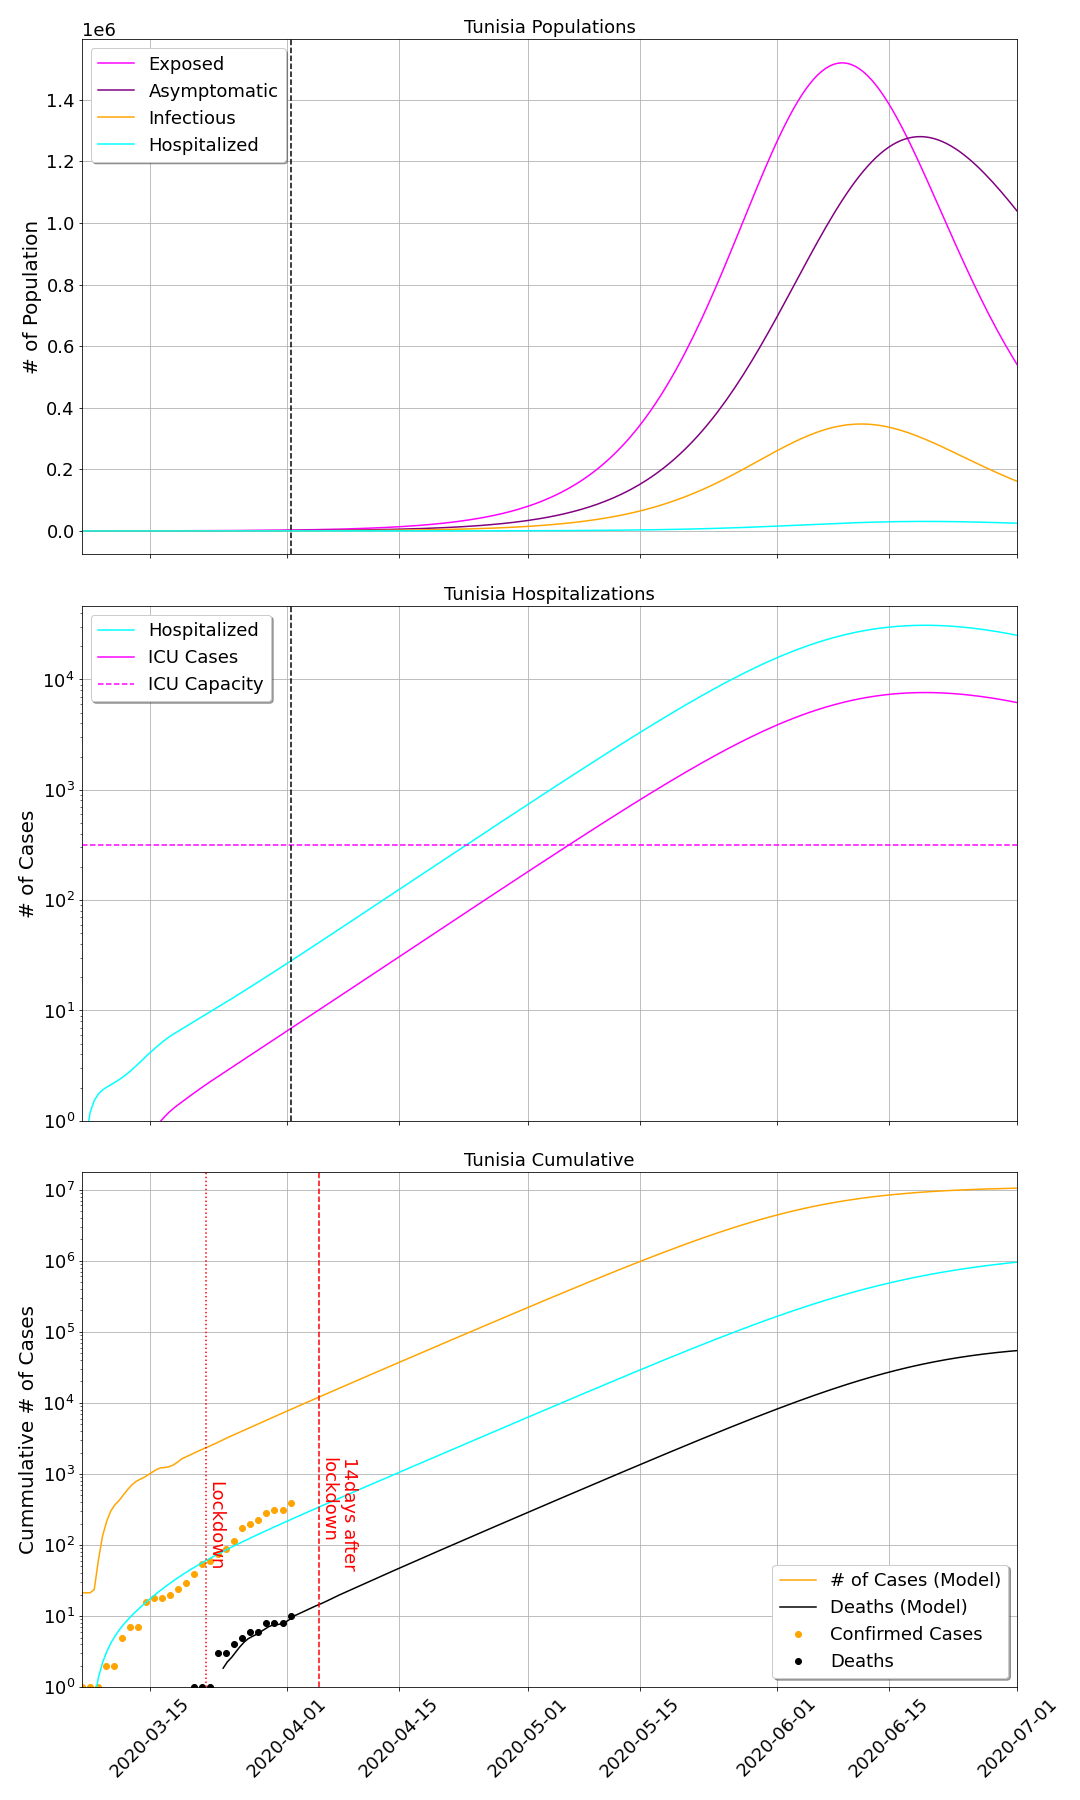 Tunisia Populations
1e6
Exposed
Asymptomatic
Infectious
Hospitalized
1.4
1.2
1.0
0.8
0.6
0.4
0.2
0.0
# of Population
Tunisia Hospitalizations
Hospitalized
ICU Cases
ICU Capacity
10^4
10^3
10^2
10^1
10^0
# of Cases
Tunisia Cumulative
10^7
10^6
10^5
10^4
10^3
10^2
10^1
10^0
Cummulative # of Cases
Lockdown
14days after
lockdown
# of Cases (Model)
Deaths (Model)
Confirmed Cases
Deaths
2020-03-15
2020-04-01
2020-04-15
2020-05-01
2020-05-15
2020-06-01
2020-06-15
2020-07-01